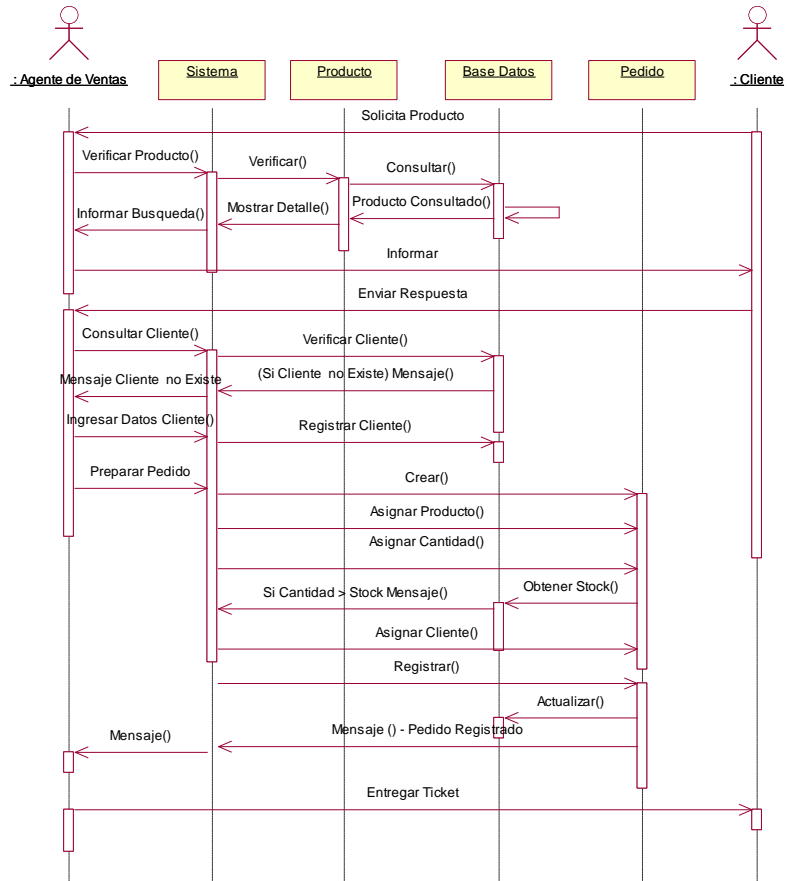 : Agente de Ventas
Sistema
Producto
Base Datos
Pedido
: Cliente
Solicita Producto
Verificar Producto()
Verificar()
Consultar()
Informar Busqueda()
Mostrar Detalle()
Producto Consultado()
Informar
Enviar Respuesta
Consultar Cliente()
Verificar Cliente()
Mensaje Cliente no Existe
(Si Cliente no Existe) Mensaje()
Ingresar Datos Cliente()
Registrar Cliente()
Preparar Pedido
Crear()
Asignar Producto()
Asignar Cantidad()
Si Cantidad > Stock Mensaje()
Obtener Stock()
Asignar Cliente()
Registrar()
Actualizar()
Mensaje()
Mensaje () - Pedido Registrado
Entregar Ticket